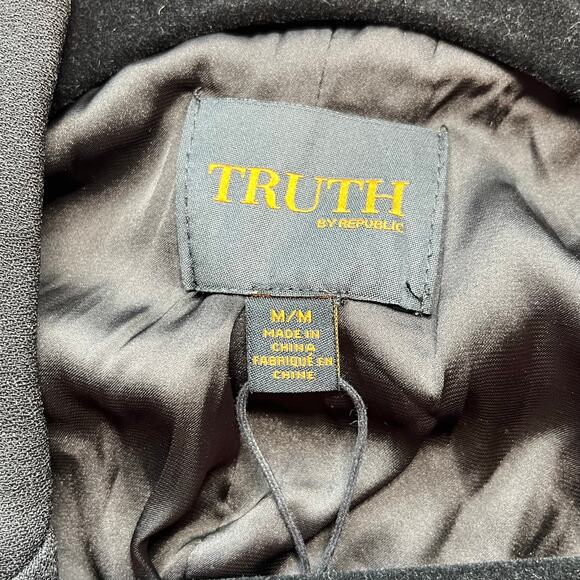 TRUTH
BY REPUBLIC
M/M
MADE IN
CHINA
FABRIQUÉ EN
CHINE